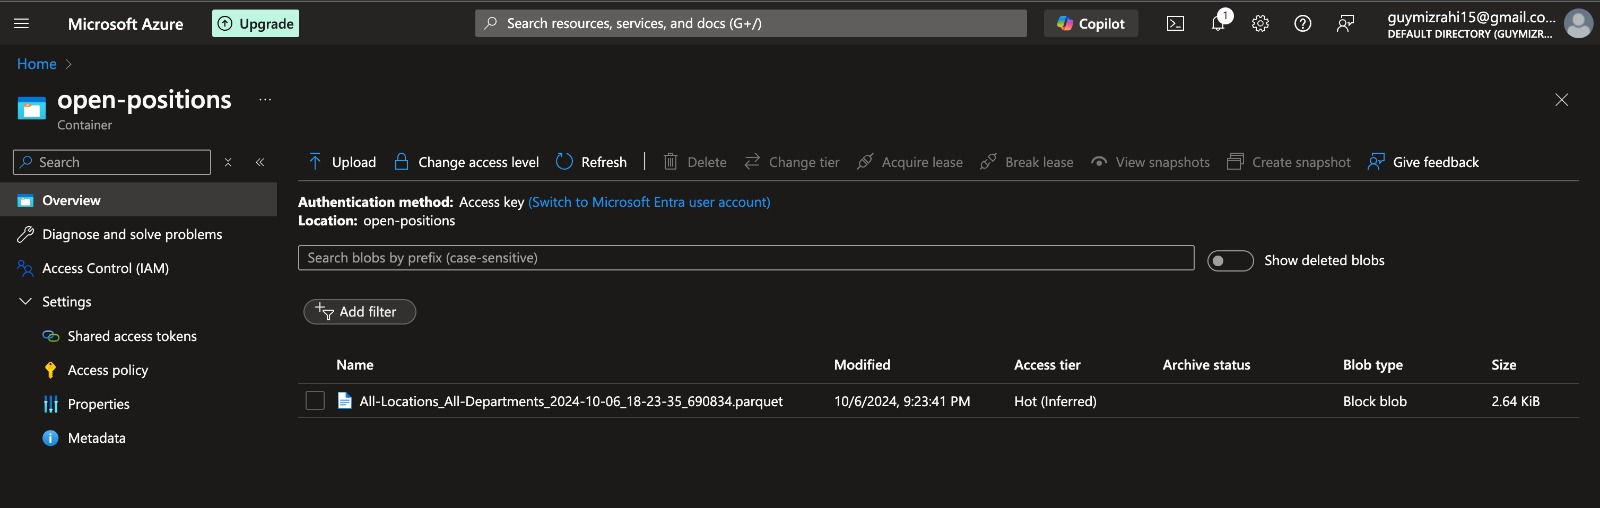 Microsoft Azure
Upgrade
Search resources, services, and docs (G+/)
Copilot
1
guymizrahi15@gmail.co...
DEFAULT DIRECTORY (GUYMIZR...
Home >
open-positions ...
Container
Search
Overview
Diagnose and solve problems
Access Control (IAM)
Settings
Shared access tokens
Access policy
Properties
Metadata
Upload Change access level Refresh Delete Change tier Acquire lease Break lease View snapshots Create snapshot Give feedback
Authentication method: Access key (Switch to Microsoft Entra user account)
Location: open-positions
Search blobs by prefix (case-sensitive)
Show deleted blobs
Add filter
Name Modified Access tier Archive status Blob type Size
All-Locations_All-Departments_2024-10-06_18-23-35_690834.parquet 10/6/2024, 9:23:41 PM Hot (Inferred) Block blob 2.64 KiB